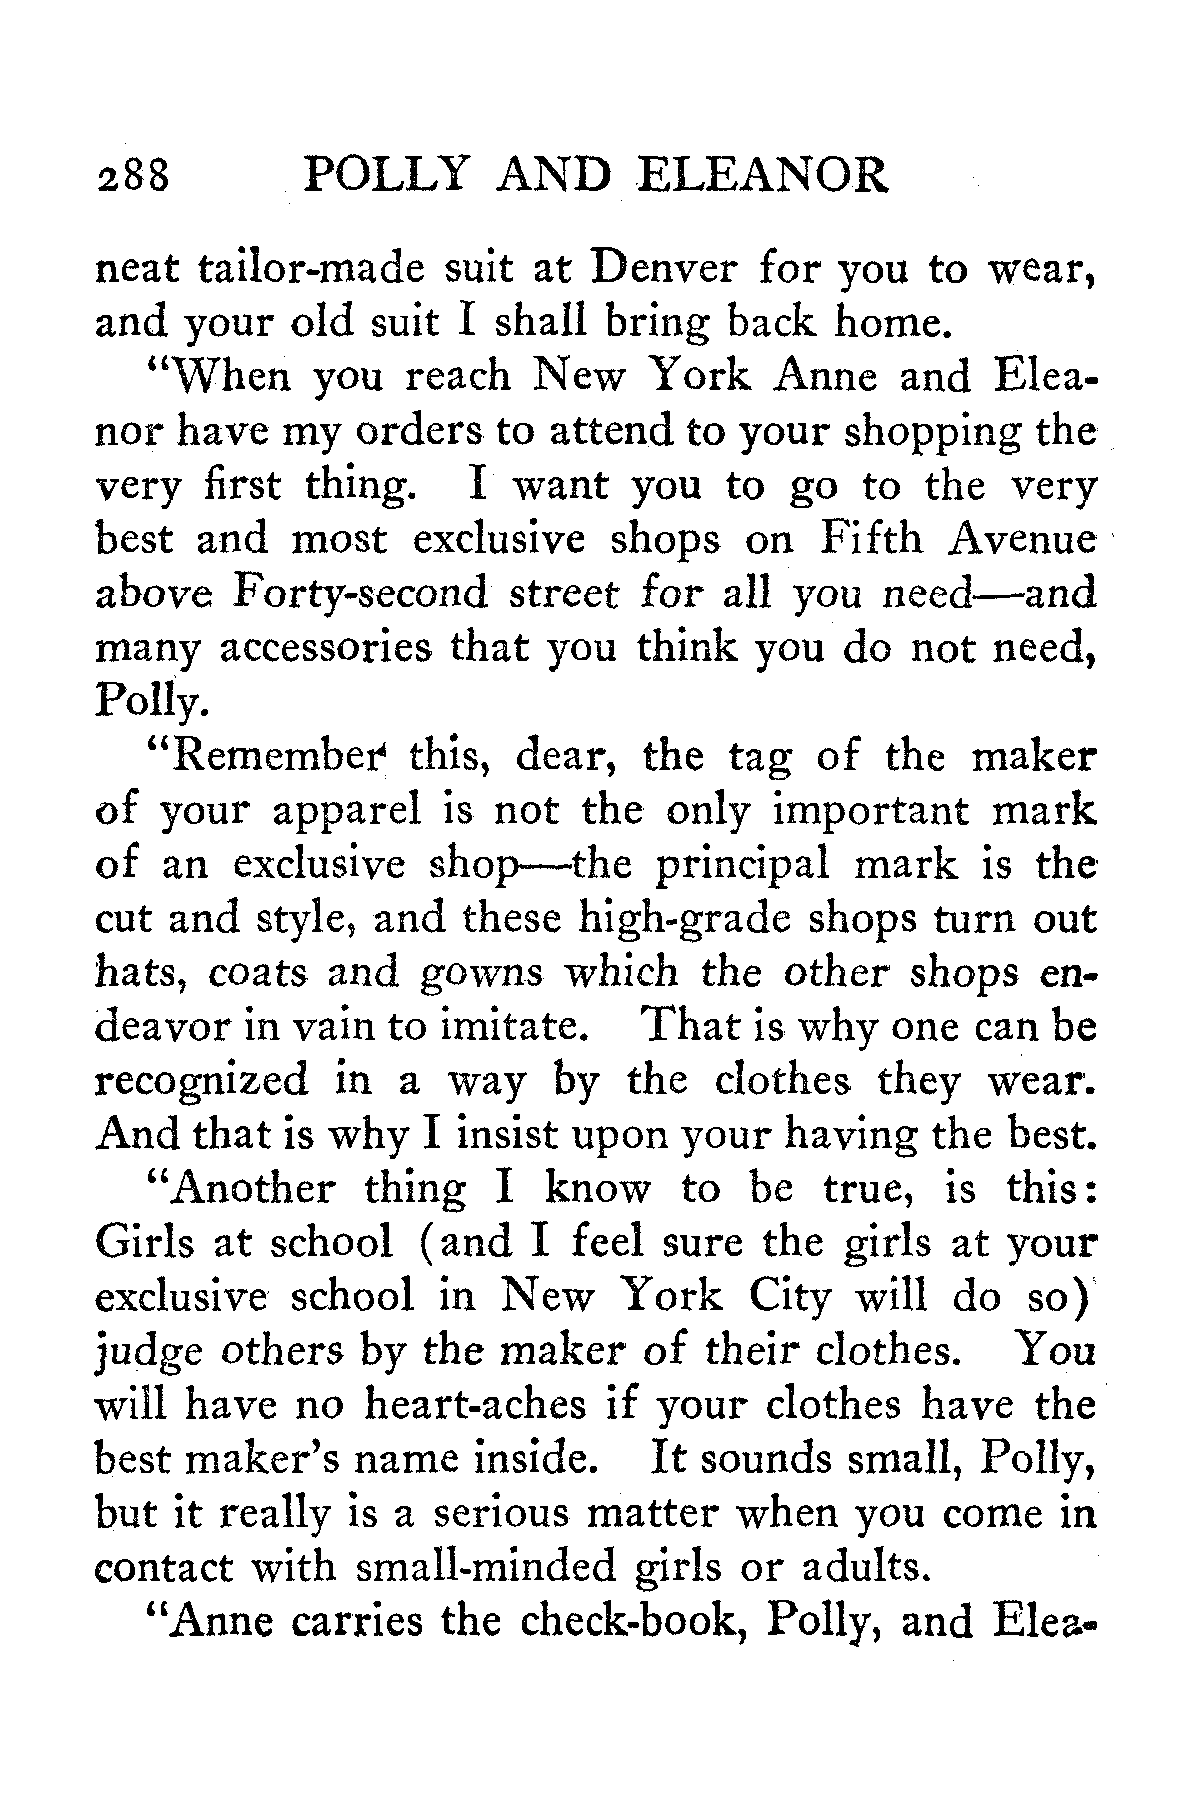 288 POLLY AND ELEANOR
neat tailor-made suit at Denver for you to wear,
and your old suit I shall bring back home.
“When you reach New York Anne and Elea-
nor have my orders to attend to your shopping the
very first thing. I want you to go to the very
best and most exclusive shops on Fifth Avenue
above Forty-second street for all you need—and
many accessories that you think you do not need,
Polly.
“Remember this, dear, the tag of the maker
of your apparel is not the only important mark
of an exclusive shop—the principal mark is the
cut and style, and these high-grade shops turn out
hats, coats and gowns which the other shops en-
deavor in vain to imitate. That is why one can be
recognized in a way by the clothes they wear.
And that is why I insist upon your having the best.
“Another thing I know to be true, is this:
Girls at school (and I feel sure the girls at your
exclusive school in New York City will do so)
judge others by the maker of their clothes. You
will have no heart-aches if your clothes have the
best maker’s name inside. It sounds small, Polly,
but it really is a serious matter when you come in
contact with small-minded girls or adults.
“Anne carries the check-book, Polly, and Elea-